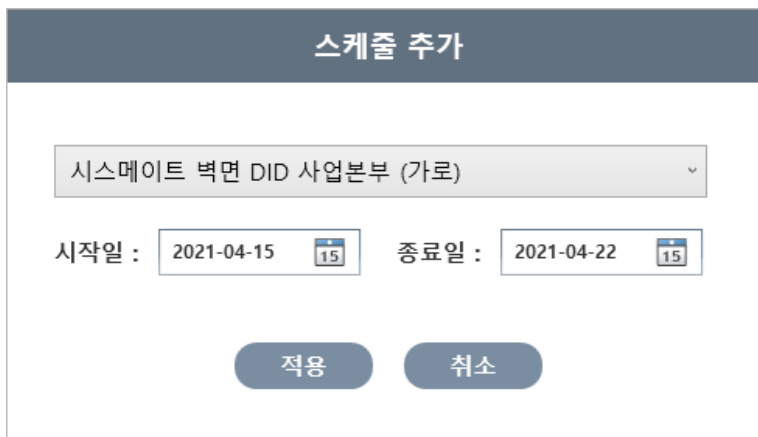 스케줄 추가
시스메이트 벽면 DID 사업본부 (가로)
시작일 : 2021-04-15 15 종료일 : 2021-04-22 15
적용 취소